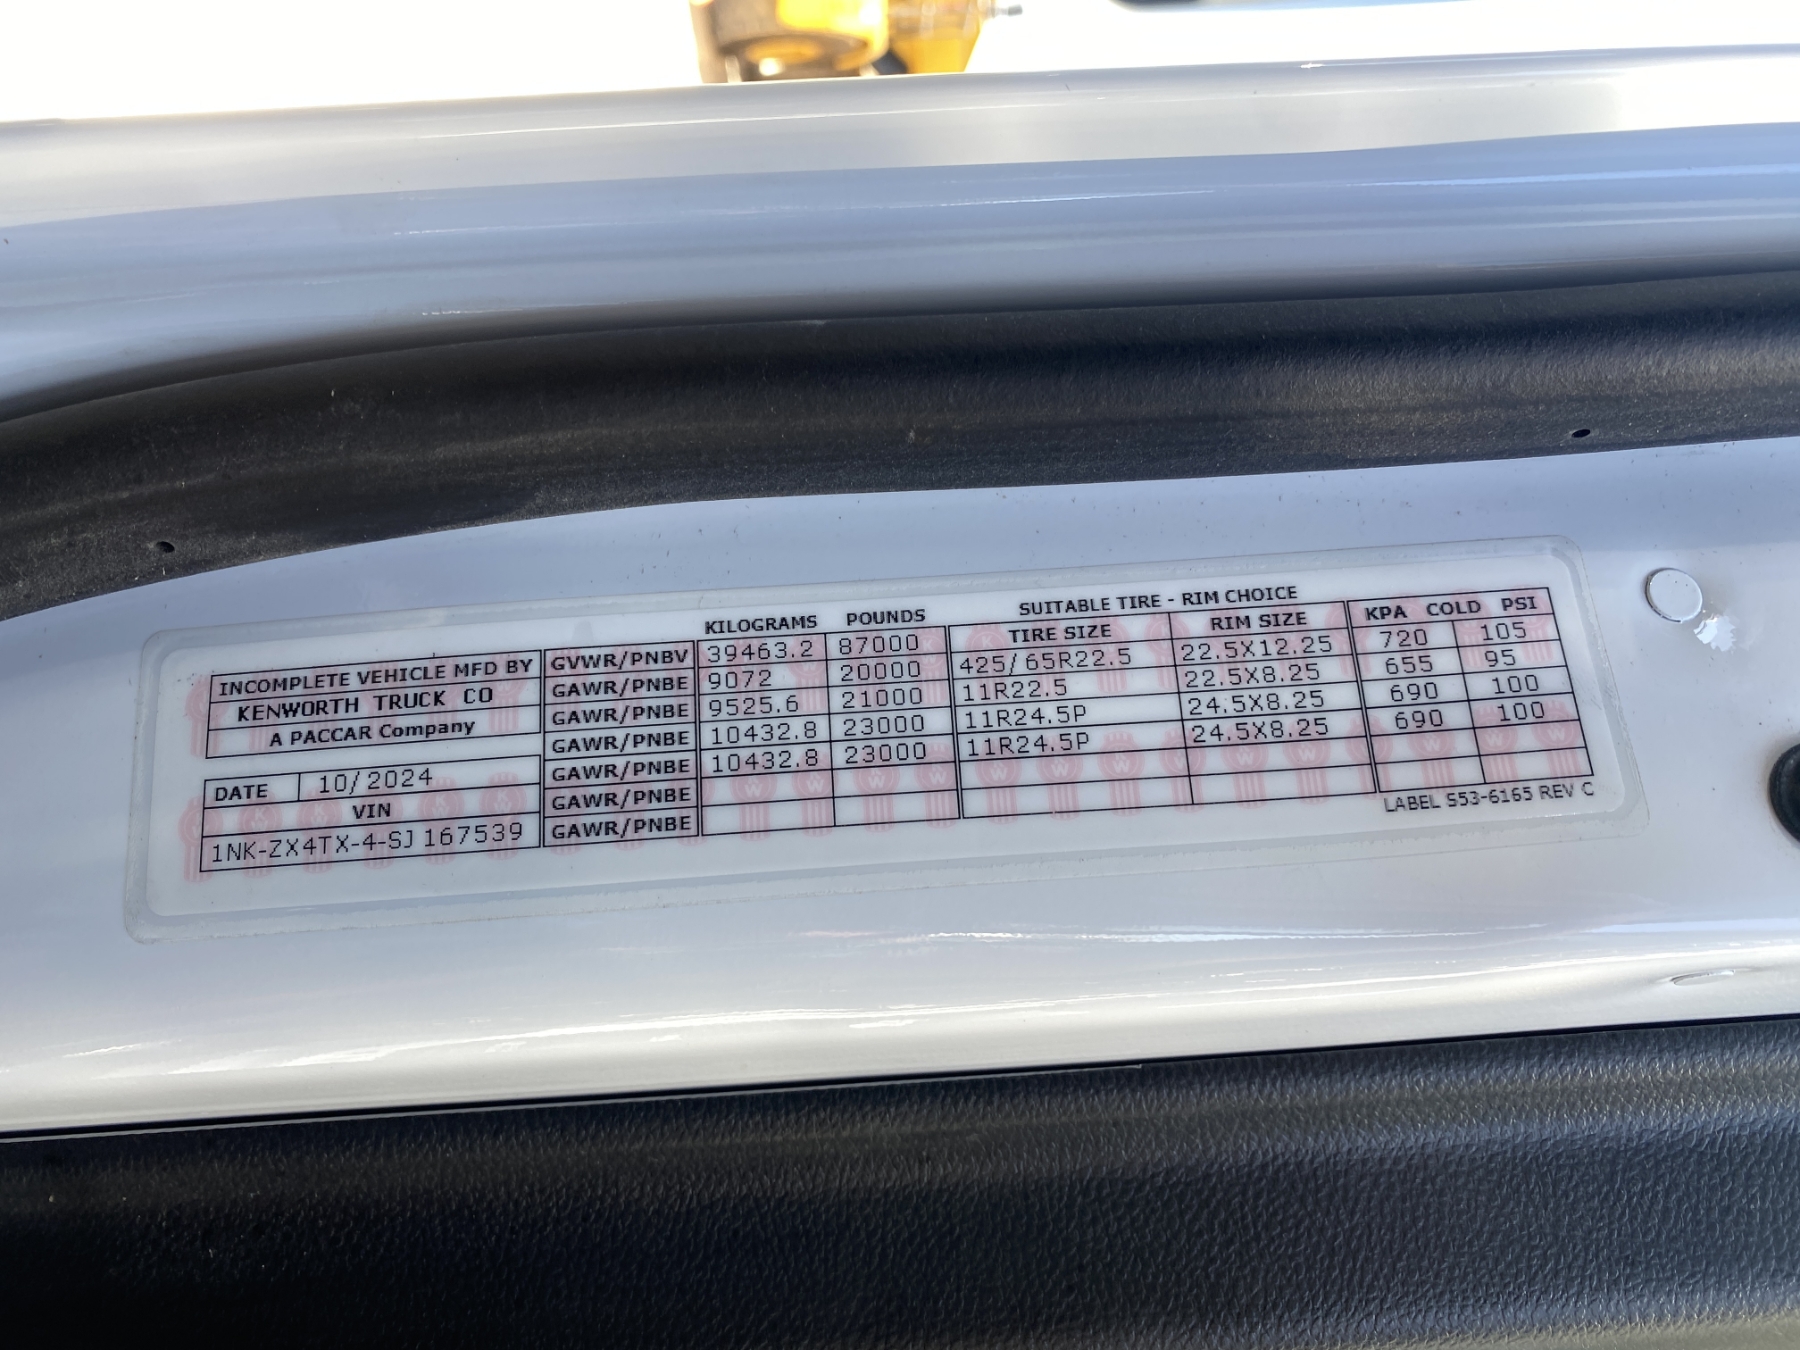 KILOGRAMS POUNDS SUITABLE TIRE - RIM CHOICE
TIRE SIZE RIM SIZE KPA COLD PSI
INCOMPLETE VEHICLE MFD BY
KENWORTH TRUCK CO
A PACCAR Company
DATE 10/2024
VIN
1NK-ZX4TX-4-SJ167539
GVWR/PNBV 39463.2 87000
GAWR/PNBE 9072 20000 425/65R22.5 22.5X12.25 720 105
GAWR/PNBE 9525.6 21000 11R22.5 22.5X8.25 655 95
GAWR/PNBE 10432.8 23000 11R24.5P 24.5X8.25 690 100
GAWR/PNBE 10432.8 23000 11R24.5P 24.5X8.25 690 100
GAWR/PNBE
GAWR/PNBE
LABEL S53-6165 REV C